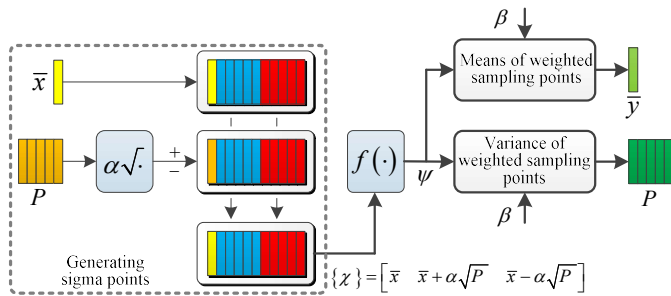 β
x̄
Means of weighted
sampling points
ȳ
P
α√·
+
−
f(·)
ψ
Variance of
weighted sampling
points
P
β
Generating
sigma points
{χ}=[x̄ x̄+α√P x̄−α√P]